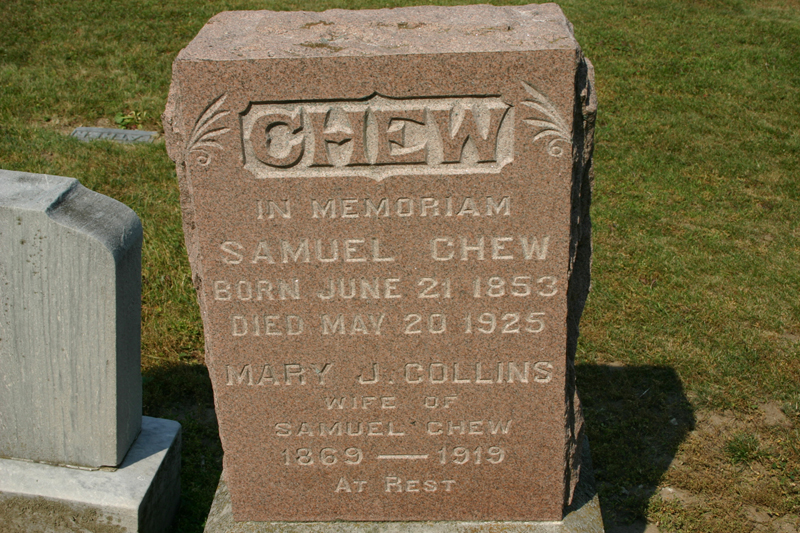 CHEW
IN MEMORIAM
SAMUEL CHEW
BORN JUNE 21 1853
DIED MAY 20 1925
MARY J. COLLINS
WIFE OF
SAMUEL CHEW
1869 — 1919
AT REST